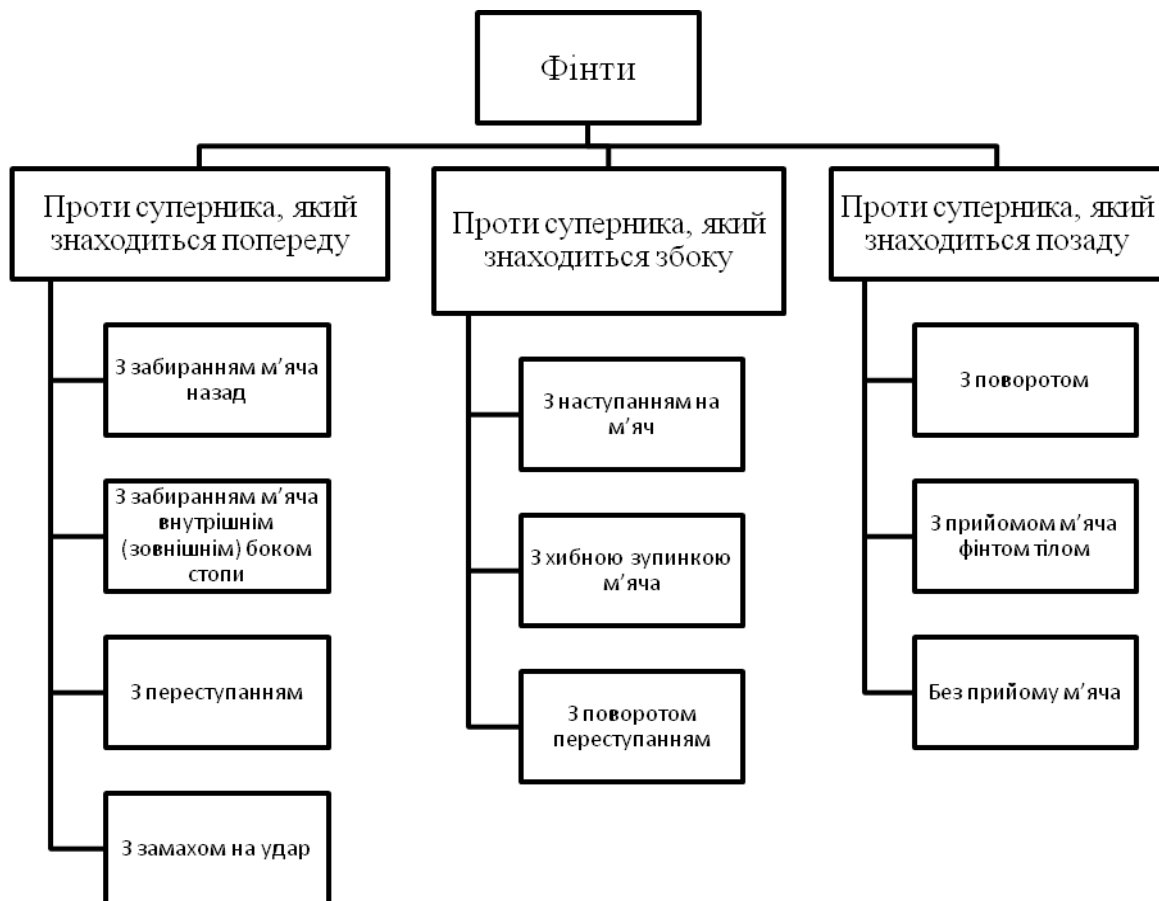 Фінти
Проти суперника, який
знаходиться попереду
З забиранням м’яча
назад
З забиранням м’яча
внутрішнім
(зовнішнім) боком
стопи
З переступанням
З замахом на удар
Проти суперника, який
знаходиться збоку
З наступанням на
м’яч
З хибною зупинкою
м’яча
З поворотом
переступанням
Проти суперника, який
знаходиться позаду
З поворотом
З прийомом м’яча
фінтом тілом
Без прийому м’яча